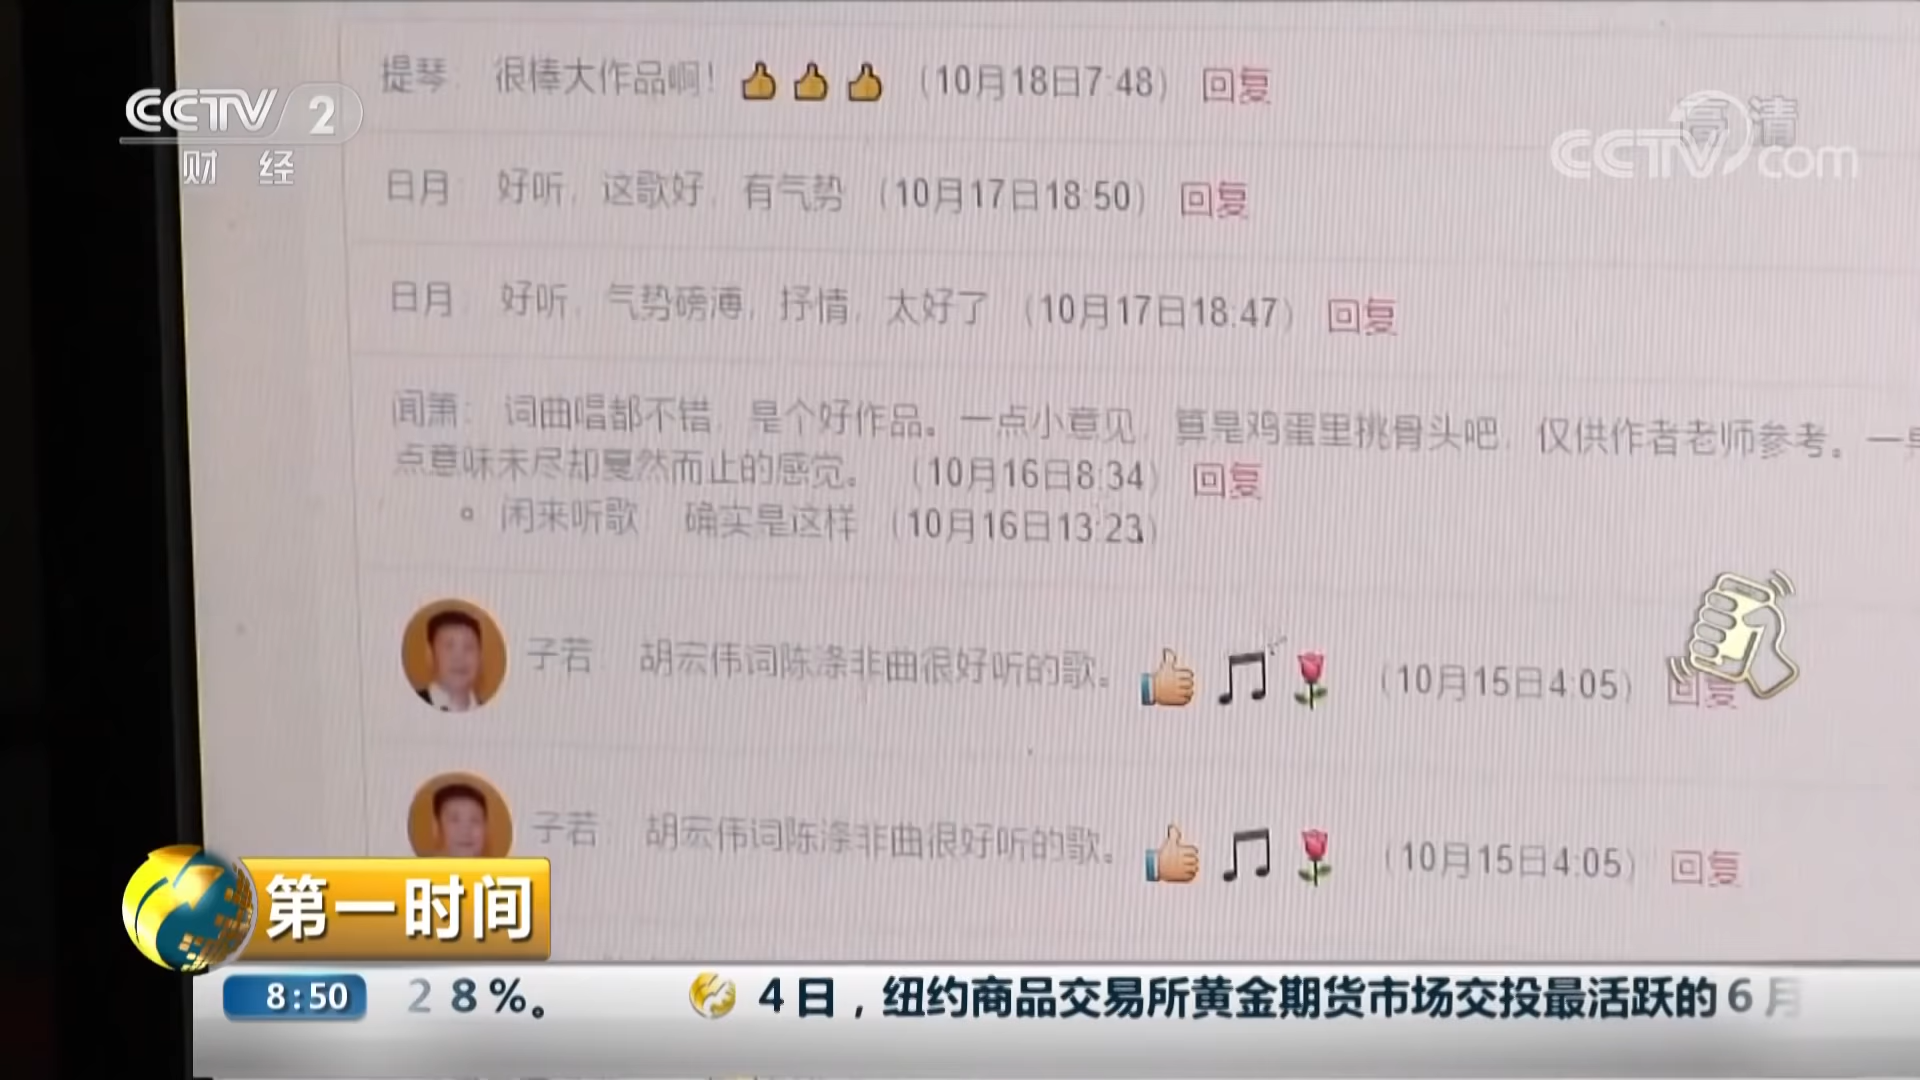 提琴： 很棒大作品啊！ （10月18日7:48） 回复
CCTV 2
财 经
高清
CCTV.com
日月： 好听，这歌好，有气势 （10月17日18:50） 回复
日月： 好听，气势磅薄，抒情，太好了 （10月17日18:47） 回复
闻箫： 词曲唱都不错，是个好作品。一点小意见，算是鸡蛋里挑骨头吧，仅供作者老师参考。一
点意味未尽却戛然而止的感觉。 （10月16日8:34） 回复
闲来听歌： 确实是这样 （10月16日13:23）
子若： 胡宏伟词陈涤非曲很好听的歌。 （10月15日4:05） 回复
子若： 胡宏伟词陈涤非曲很好听的歌。 （10月15日4:05） 回复
第一时间
8:50 28%。 4日，纽约商品交易所黄金期货市场交投最活跃的6月